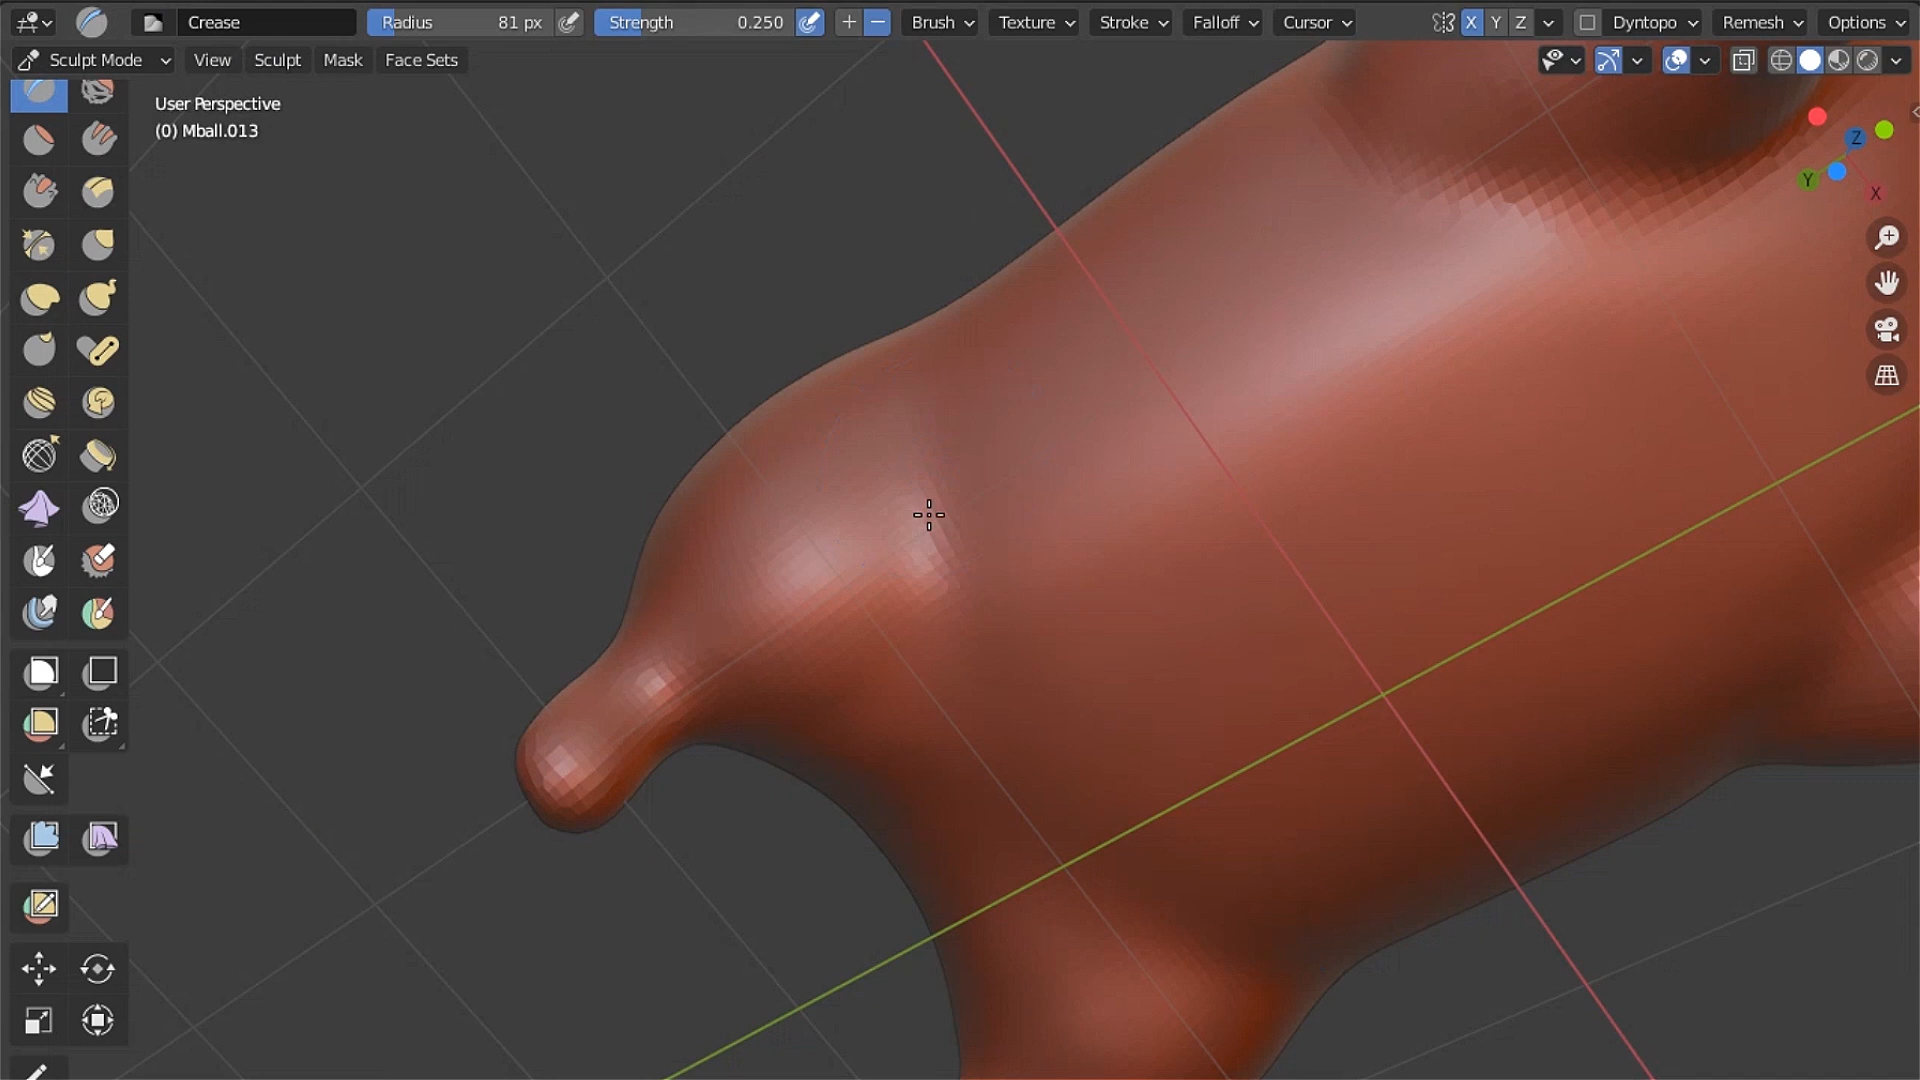 Crease Radius 81 px Strength 0.250 Brush Texture Stroke Falloff Cursor X Y Z Dyntopo Remesh Options
Sculpt Mode View Sculpt Mask Face Sets
User Perspective
(0) Mball.013
Z
Y
X